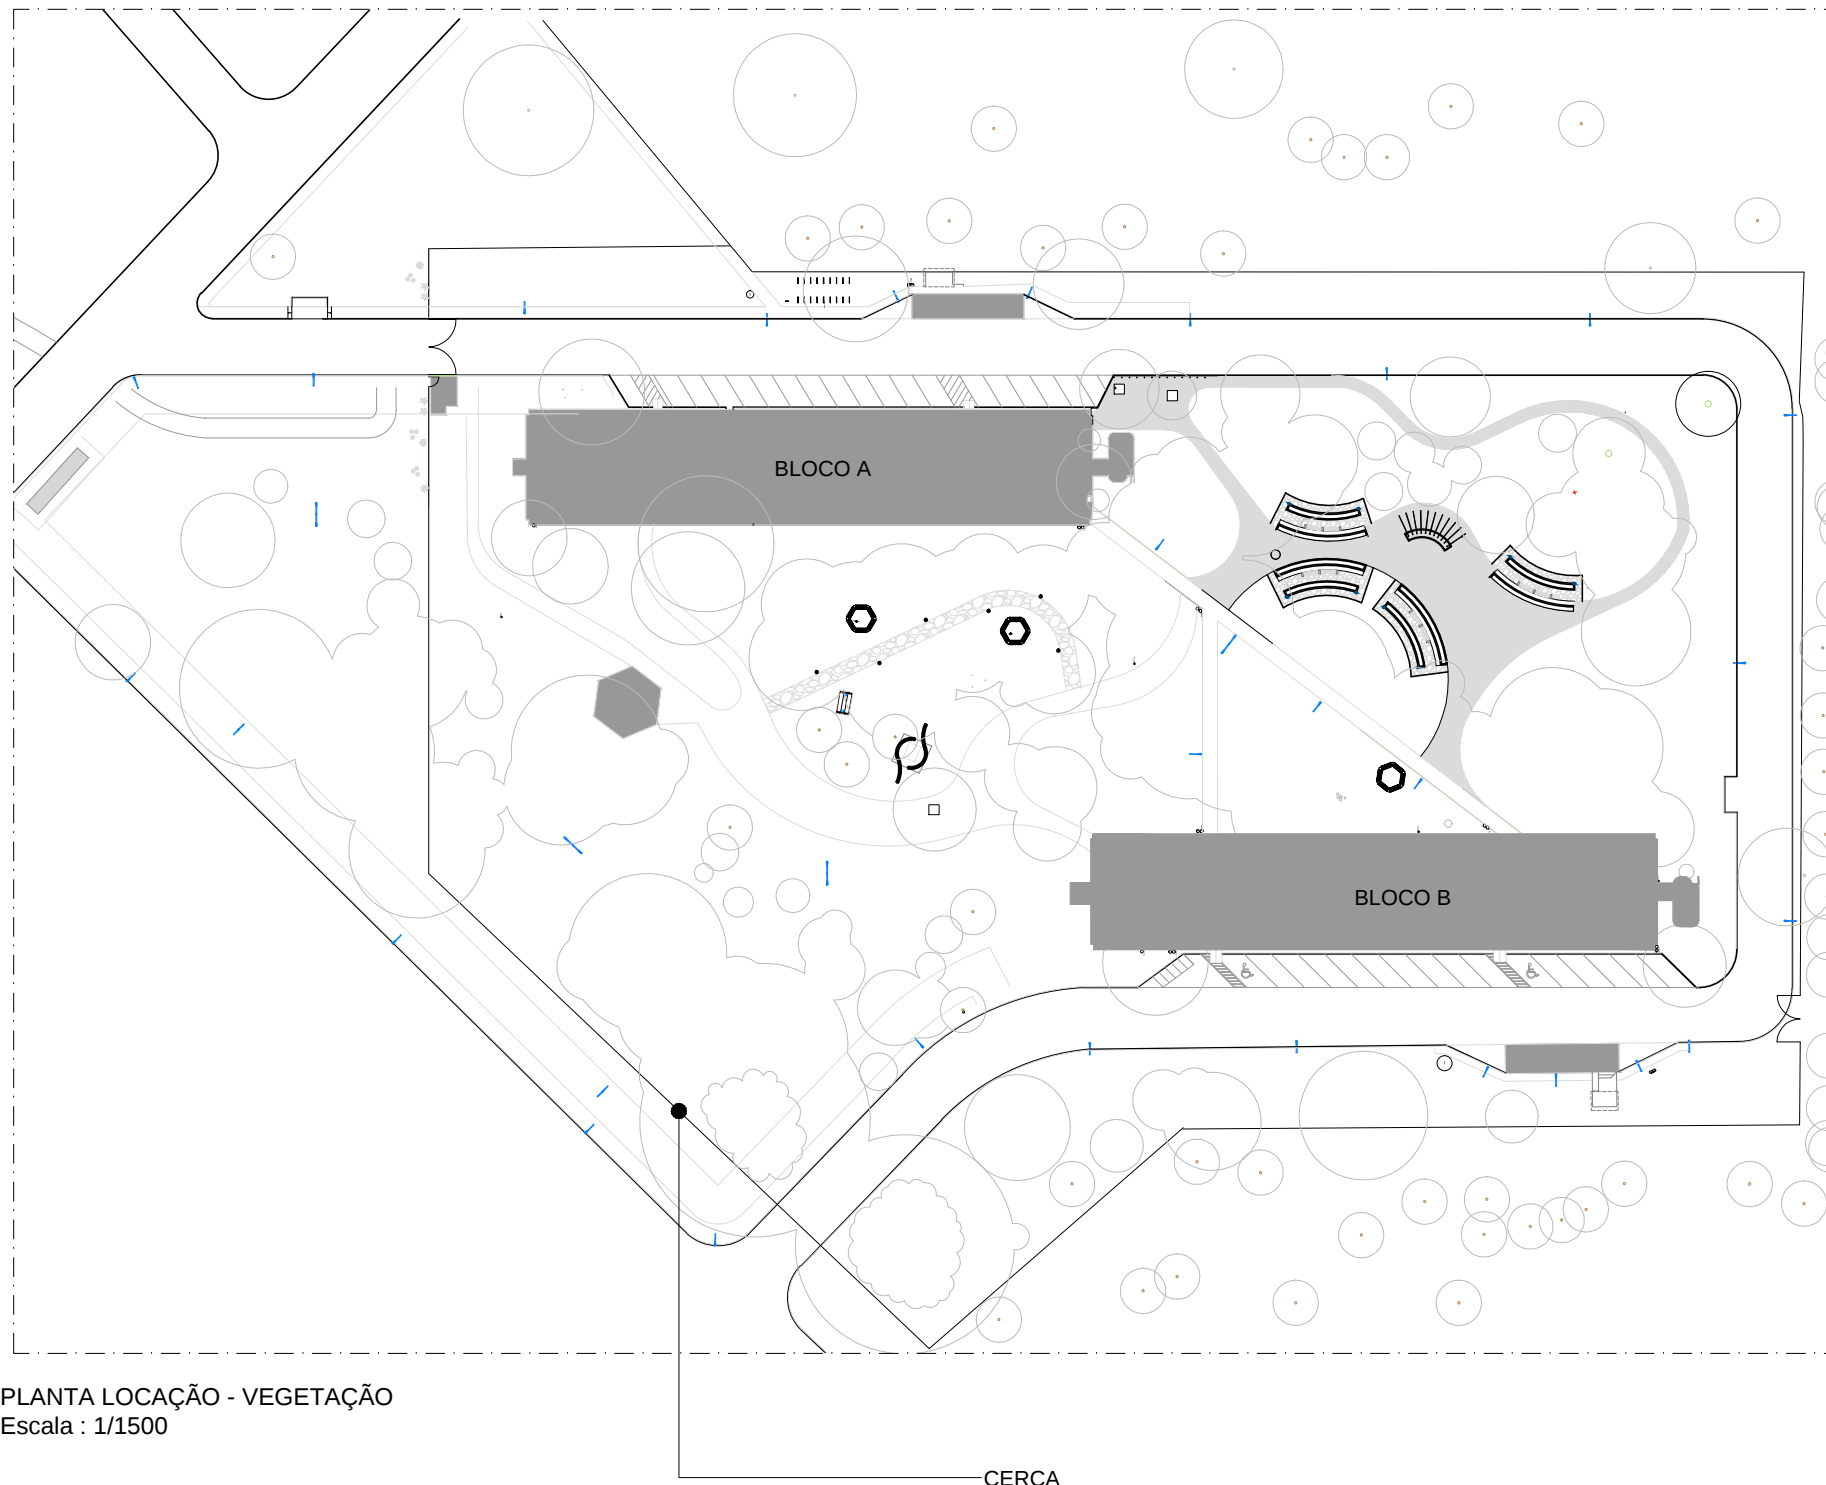 BLOCO A
BLOCO B
PLANTA LOCAÇÃO - VEGETAÇÃO
Escala : 1/1500
CERCA